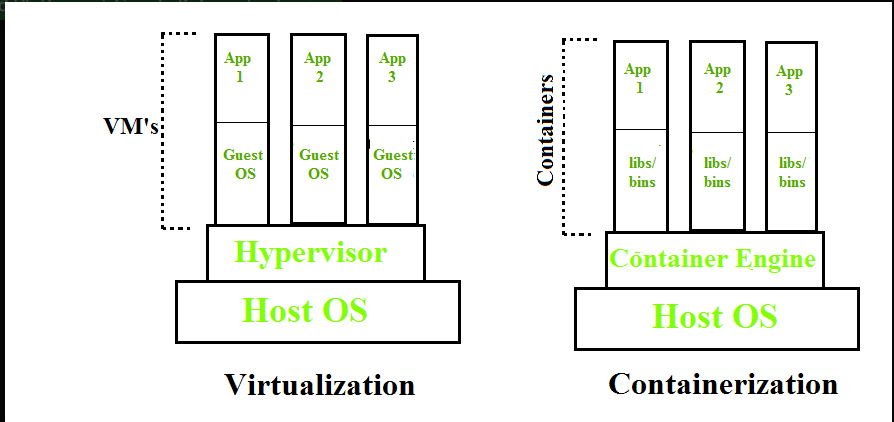 VM's
App
1
App
2
App
3
Guest
OS
Guest
OS
Guest
OS
Hypervisor
Host OS
Virtualization
Containers
App
1
App
2
App
3
libs/
bins
libs/
bins
libs/
bins
Container Engine
Host OS
Containerization